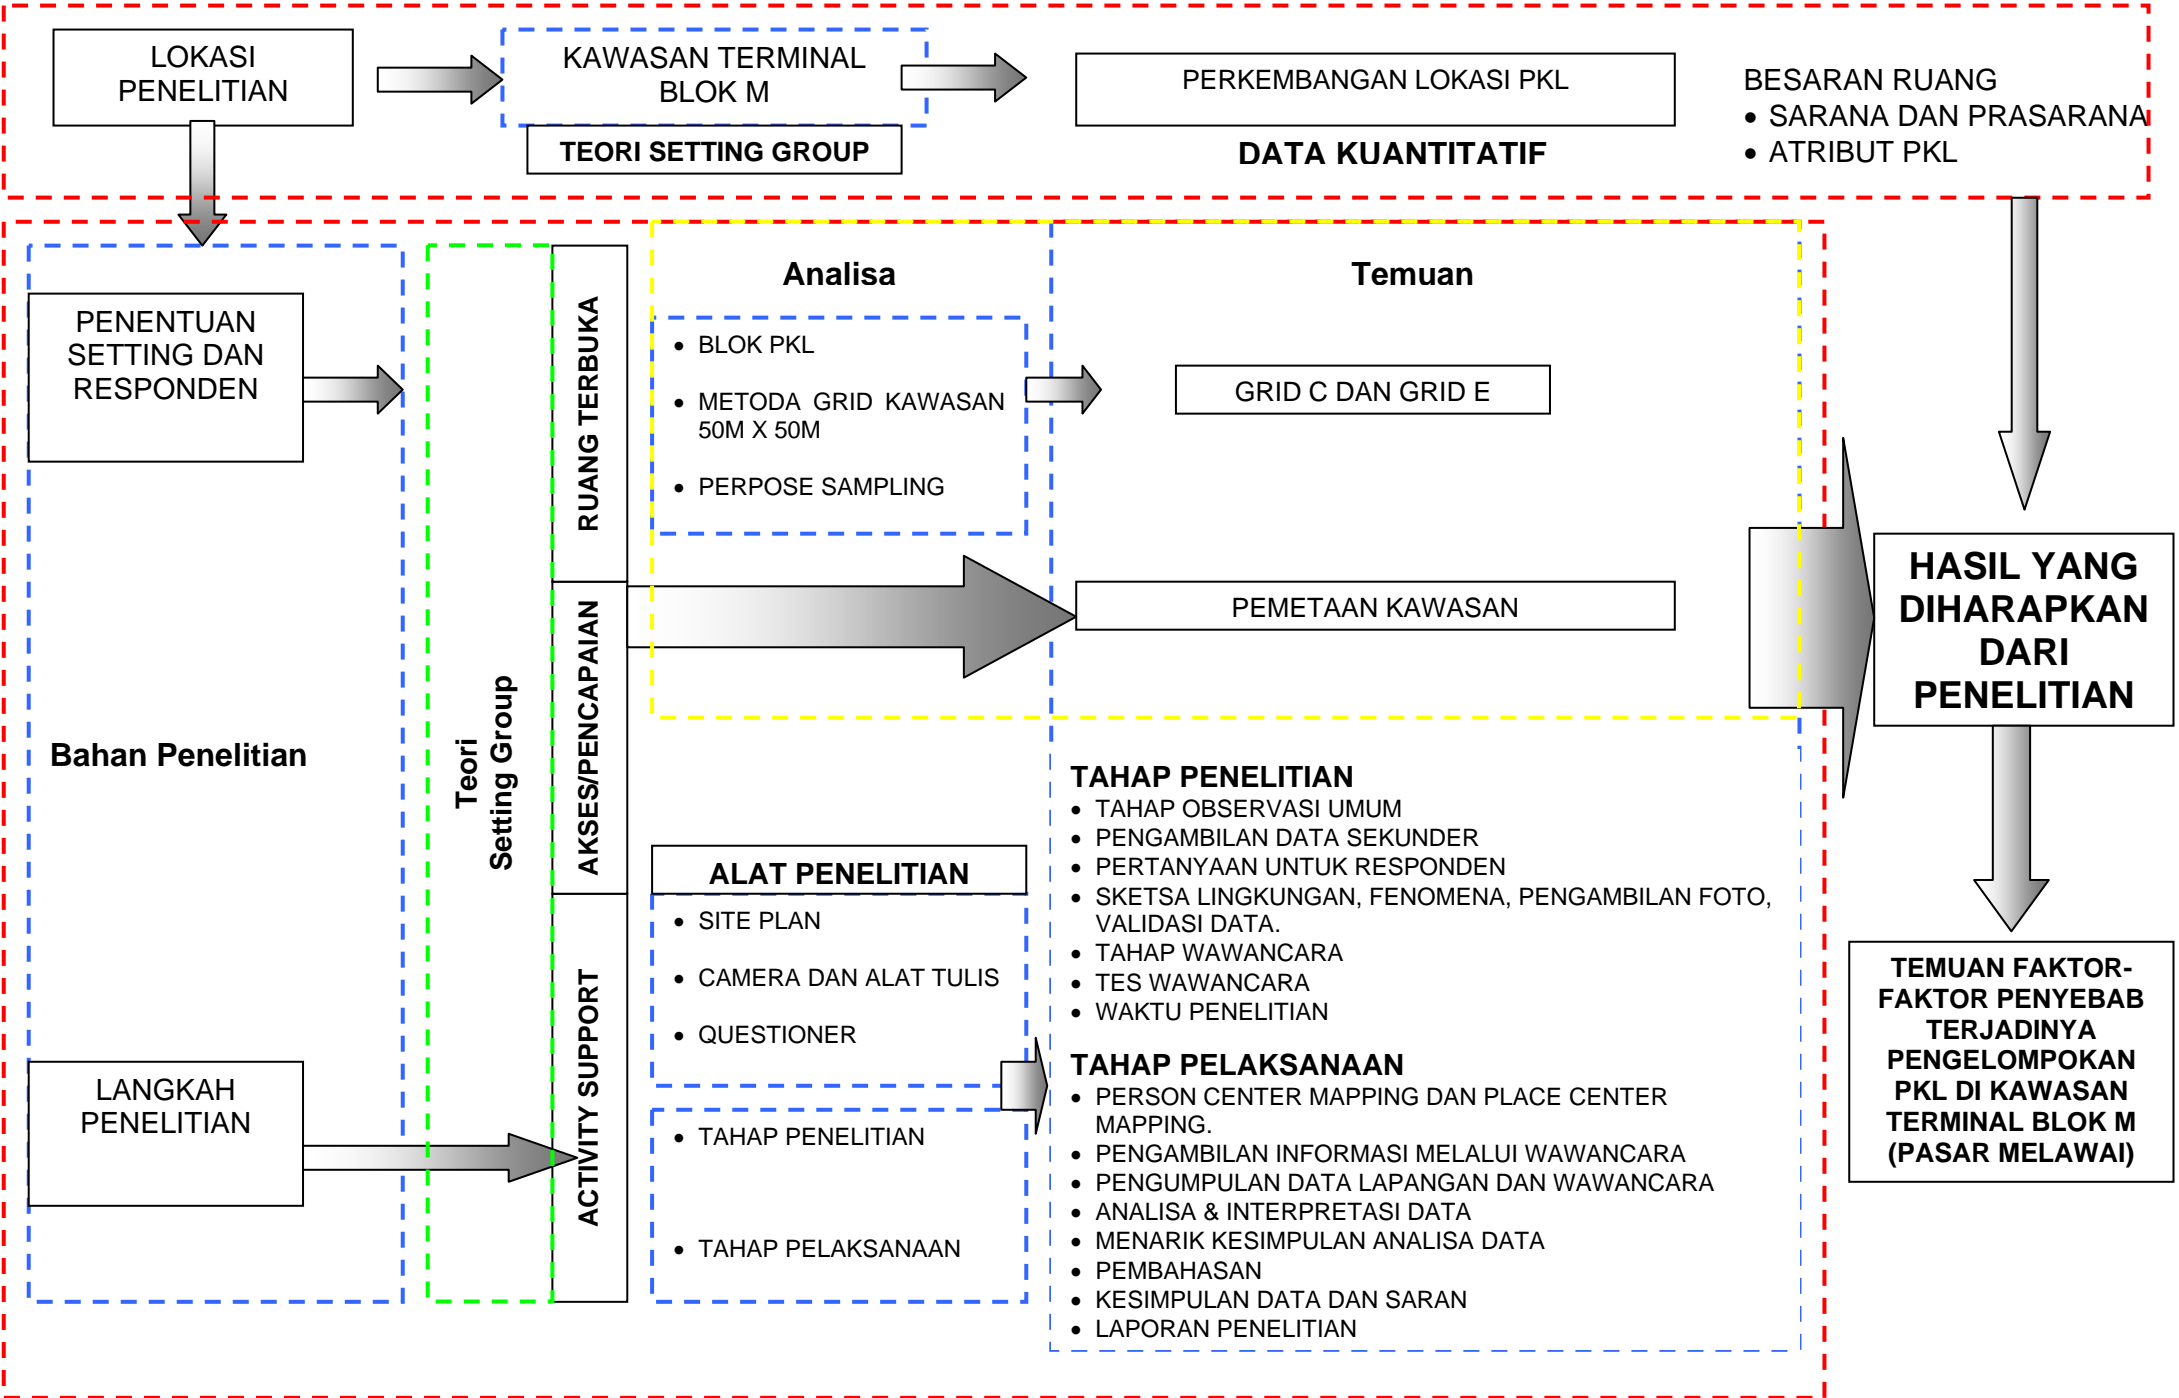 LOKASI
PENELITIAN
KAWASAN TERMINAL
BLOK M
TEORI SETTING GROUP
PERKEMBANGAN LOKASI PKL
DATA KUANTITATIF
BESARAN RUANG
• SARANA DAN PRASARANA
• ATRIBUT PKL
PENENTUAN
SETTING DAN
RESPONDEN
Bahan Penelitian
LANGKAH
PENELITIAN
Teori
Setting Group
RUANG TERBUKA
AKSES/PENCAPAIAN
ACTIVITY SUPPORT
Analisa
• BLOK PKL
• METODA GRID KAWASAN
50M X 50M
• PERPOSE SAMPLING
Temuan
GRID C DAN GRID E
PEMETAAN KAWASAN
ALAT PENELITIAN
• SITE PLAN
• CAMERA DAN ALAT TULIS
• QUESTIONER
• TAHAP PENELITIAN
• TAHAP PELAKSANAAN
TAHAP PENELITIAN
• TAHAP OBSERVASI UMUM
• PENGAMBILAN DATA SEKUNDER
• PERTANYAAN UNTUK RESPONDEN
• SKETSA LINGKUNGAN, FENOMENA, PENGAMBILAN FOTO,
VALIDASI DATA.
• TAHAP WAWANCARA
• TES WAWANCARA
• WAKTU PENELITIAN
TAHAP PELAKSANAAN
• PERSON CENTER MAPPING DAN PLACE CENTER
MAPPING.
• PENGAMBILAN INFORMASI MELALUI WAWANCARA
• PENGUMPULAN DATA LAPANGAN DAN WAWANCARA
• ANALISA & INTERPRETASI DATA
• MENARIK KESIMPULAN ANALISA DATA
• PEMBAHASAN
• KESIMPULAN DATA DAN SARAN
• LAPORAN PENELITIAN
HASIL YANG
DIHARAPKAN
DARI
PENELITIAN
TEMUAN FAKTOR-
FAKTOR PENYEBAB
TERJADINYA
PENGELOMPOKAN
PKL DI KAWASAN
TERMINAL BLOK M
(PASAR MELAWAI)